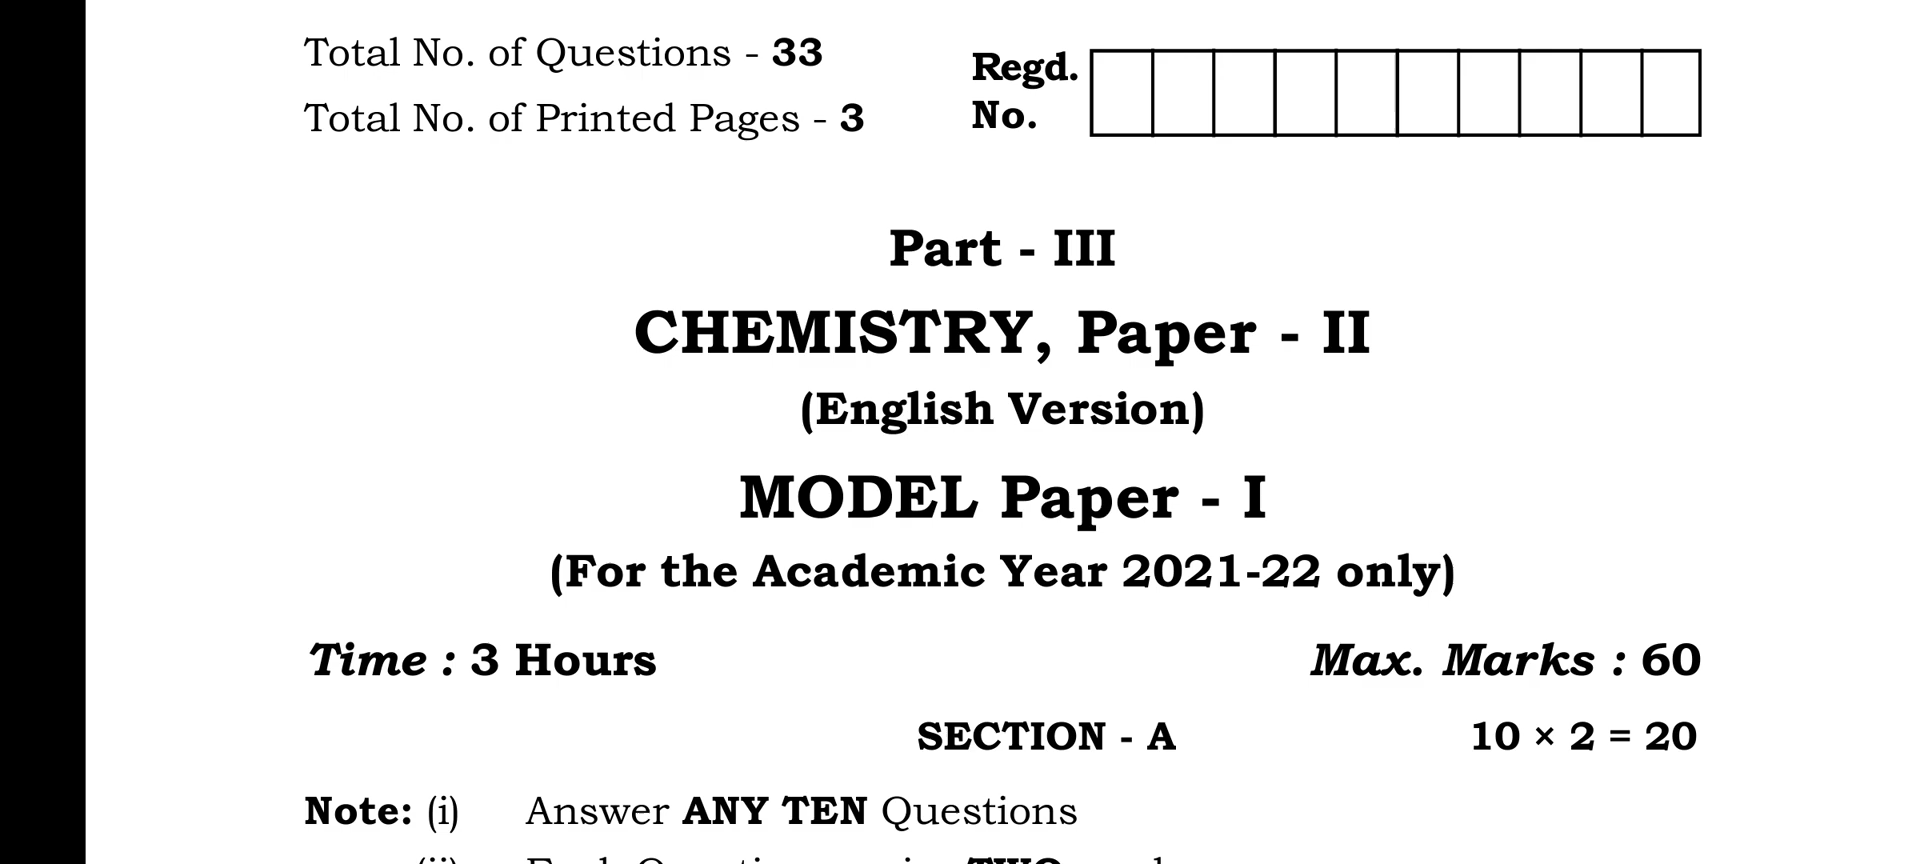 Total No. of Questions - 33
Total No. of Printed Pages - 3
Regd.
No.
Part - III
CHEMISTRY, Paper - II
(English Version)
MODEL Paper - I
(For the Academic Year 2021-22 only)
Time : 3 Hours Max. Marks : 60
SECTION - A 10 × 2 = 20
Note: (i) Answer ANY TEN Questions